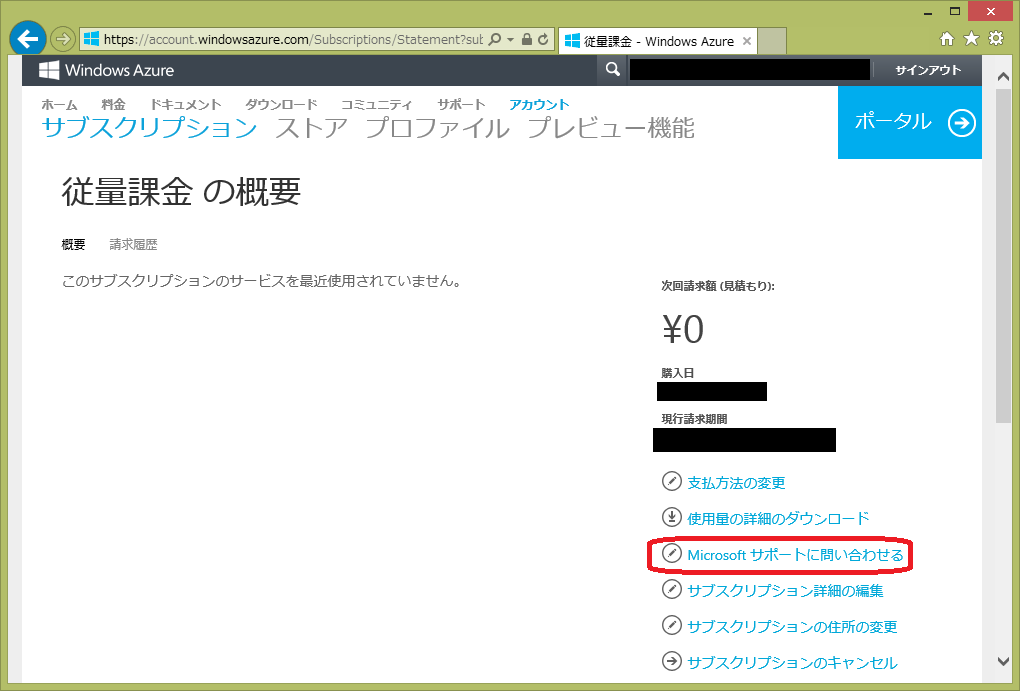 https://account.windowsazure.com/Subscriptions/Statement?sub
従量課金 - Windows Azure
Windows Azure
サインアウト
ホーム 料金 ドキュメント ダウンロード コミュニティ サポート アカウント
サブスクリプション ストア プロファイル プレビュー機能
ポータル
従量課金 の概要
概要 請求履歴
このサブスクリプションのサービスを最近使用されていません。
次回請求額 (見積もり):
¥0
購入日
現行請求期間
支払方法の変更
使用量の詳細のダウンロード
Microsoft サポートに問い合わせる
サブスクリプション詳細の編集
サブスクリプションの住所の変更
サブスクリプションのキャンセル